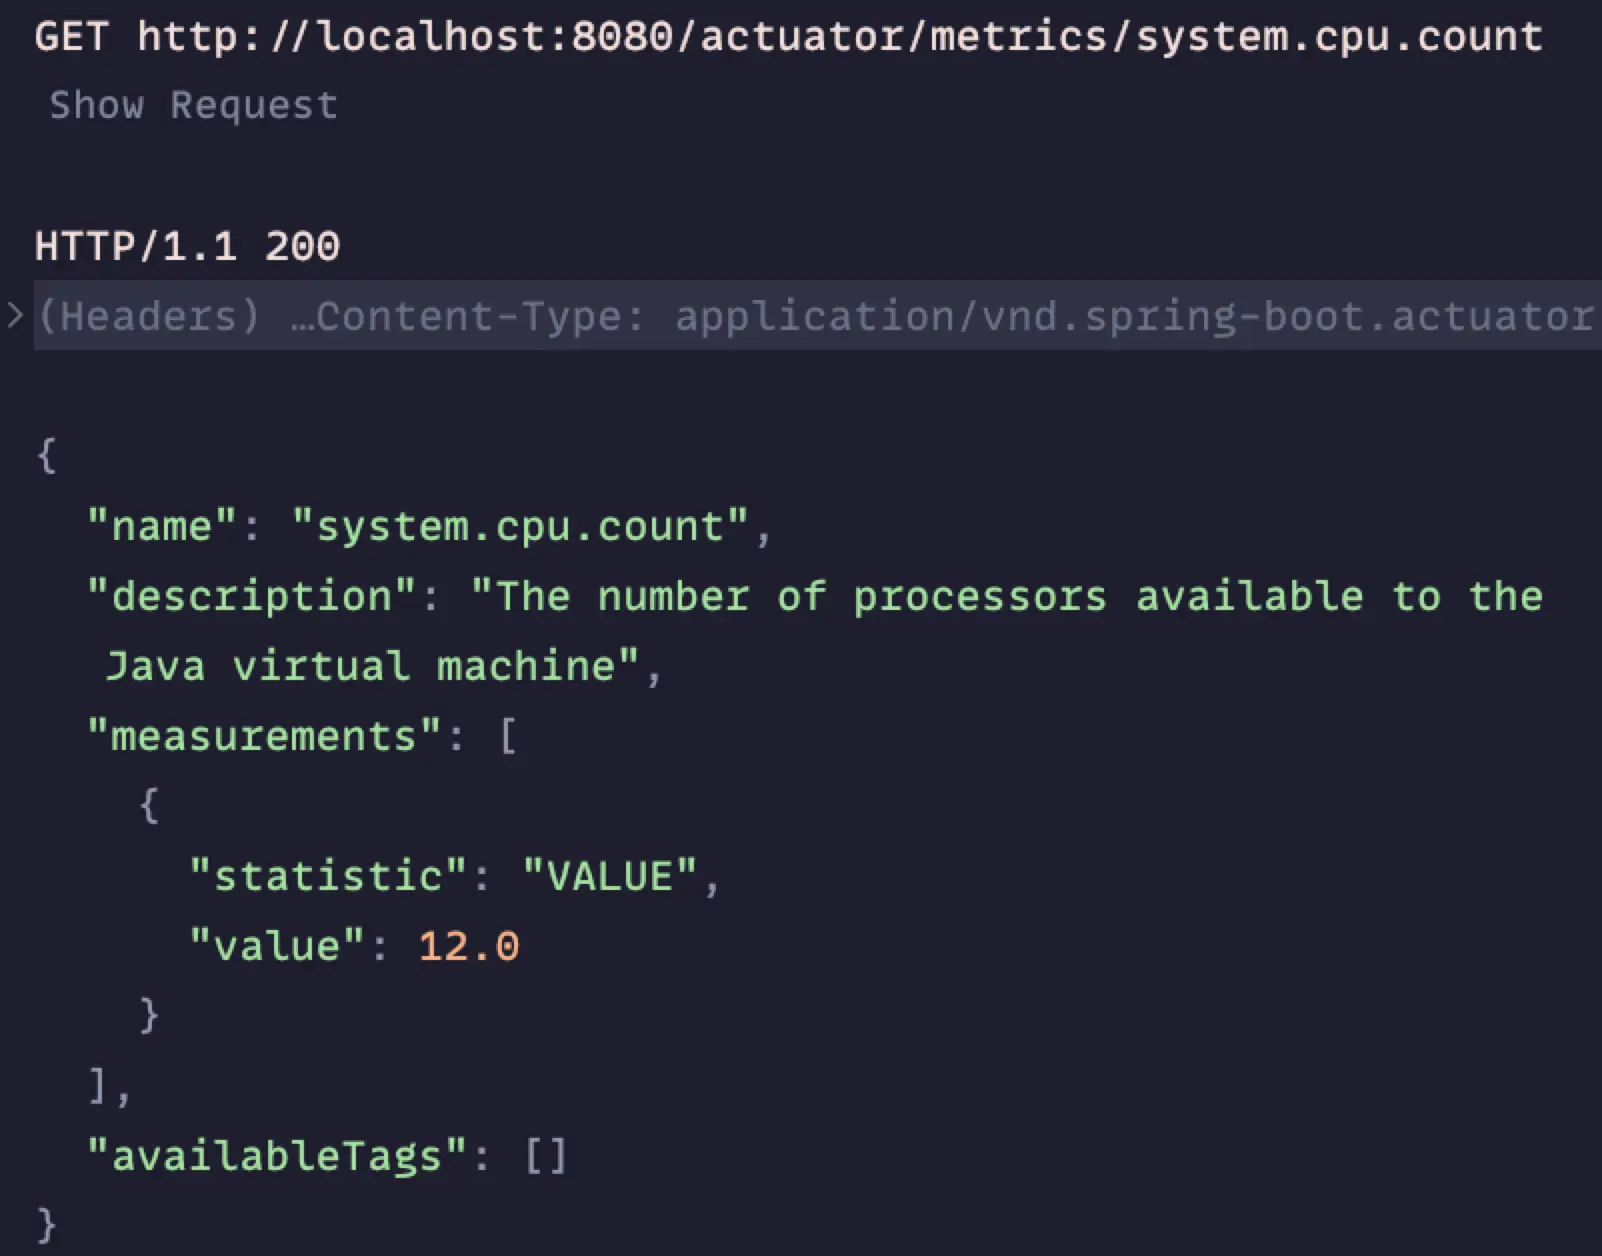 GET http://localhost:8080/actuator/metrics/system.cpu.count
Show Request
HTTP/1.1 200
(Headers) …Content-Type: application/vnd.spring-boot.actuator
{
"name": "system.cpu.count",
"description": "The number of processors available to the
Java virtual machine",
"measurements": [
{
"statistic": "VALUE",
"value": 12.0
}
],
"availableTags": []
}